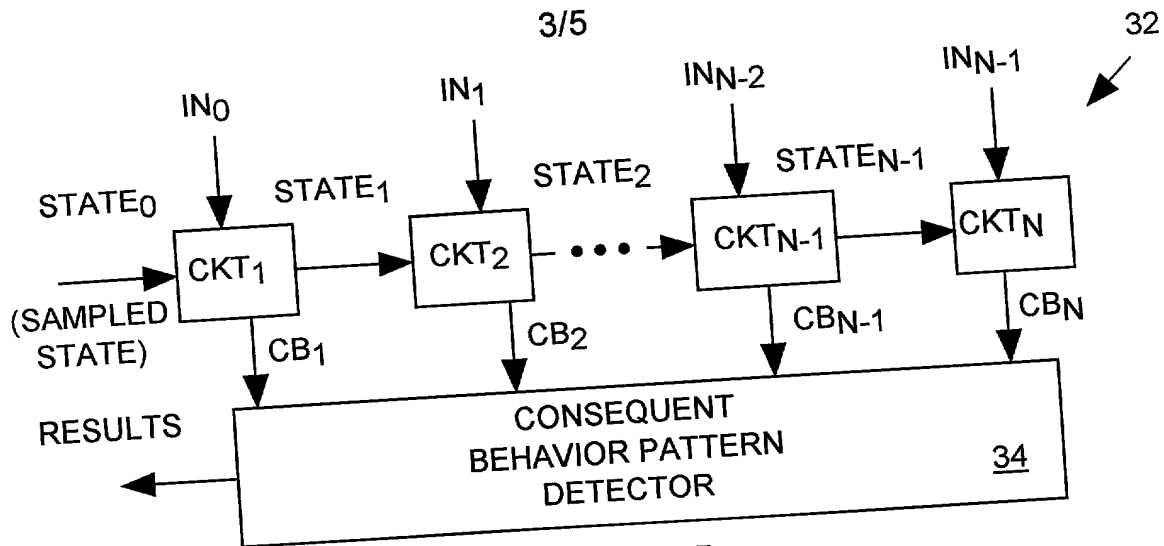 3/5
32
IN0
IN1
INN-2
INN-1
STATE0
STATE1
STATE2
STATEN-1
CKT1
CKT2
•••
CKTN-1
CKTN
(SAMPLED
STATE)
CB1
CB2
CBN-1
CBN
RESULTS
CONSEQUENT
BEHAVIOR PATTERN
DETECTOR
34